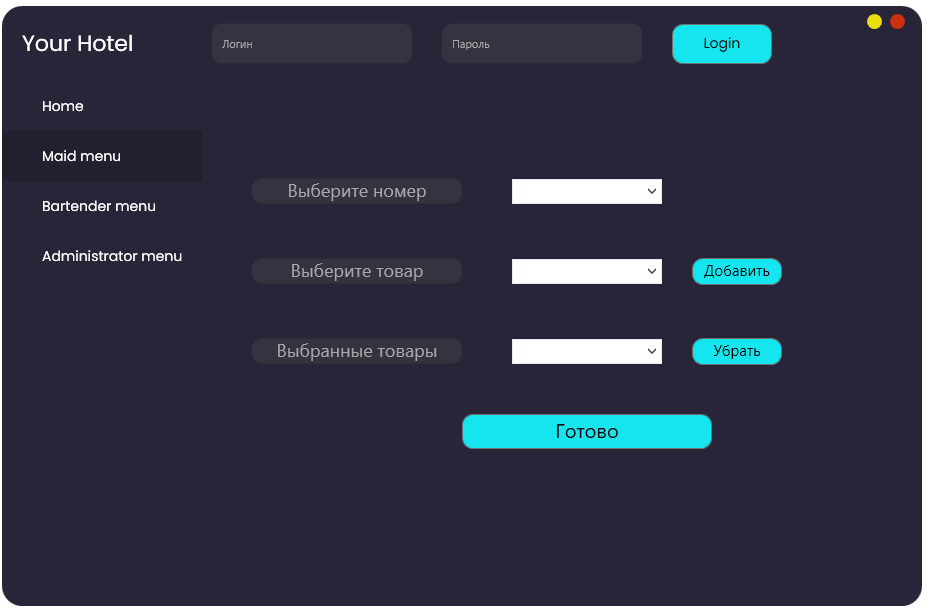 Your Hotel
Логин
Пароль
Login
Home
Maid menu
Bartender menu
Administrator menu
Выберите номер
Выберите товар
Добавить
Выбранные товары
Убрать
Готово